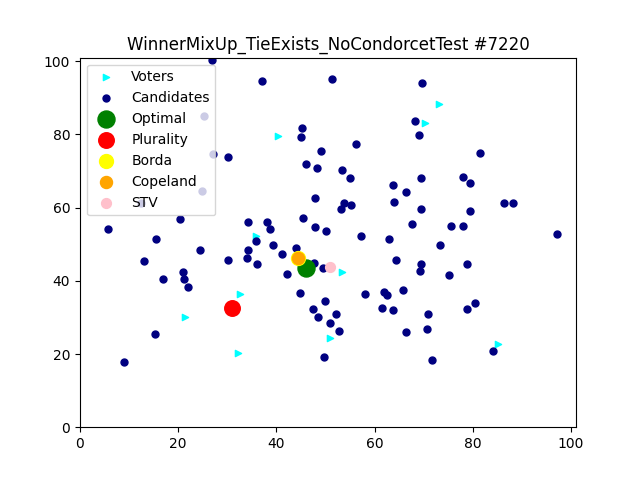 WinnerMixUp_TieExists_NoCondorcetTest #7220
100
80
60
40
20
0
Voters
Candidates
Optimal
Plurality
Borda
Copeland
STV
0 20 40 60 80 100